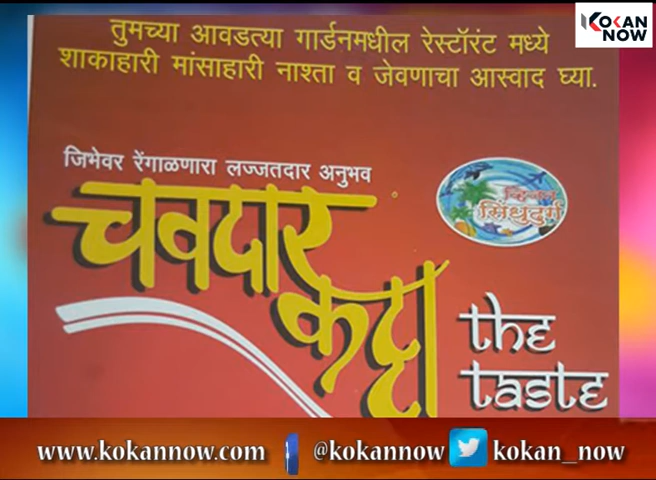 KOKAN
NOW
तुमच्या आवडत्या गार्डनमधील रेस्टॉरंट मध्ये
शाकाहारी मांसाहारी नाश्ता व जेवणाचा आस्वाद घ्या.
जिभेवर रेंगाळणारा लज्जतदार अनुभव
व्हिजन
सिंधुदुर्ग
चवदार
कट्टा
the
taste
www.kokannow.com | @kokannow kokan_now